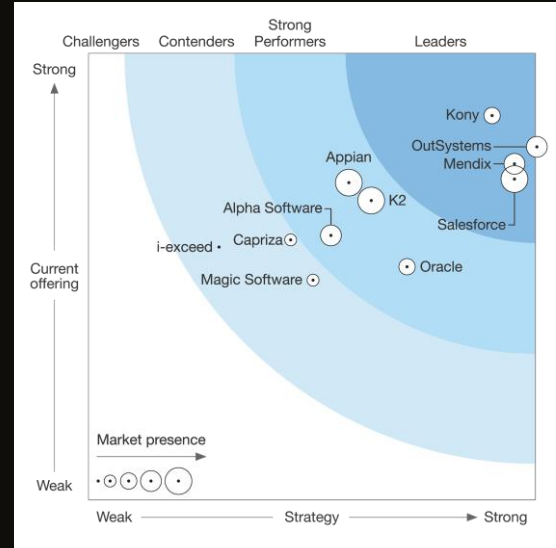 Challengers
Contenders
Strong
Performers
Leaders
Strong
Kony
OutSystems
Mendix
Appian
K2
Alpha Software
Salesforce
Capriza
i-exceed
Oracle
Magic Software
Current
offering
Market presence
Weak
Weak
Strategy
Strong